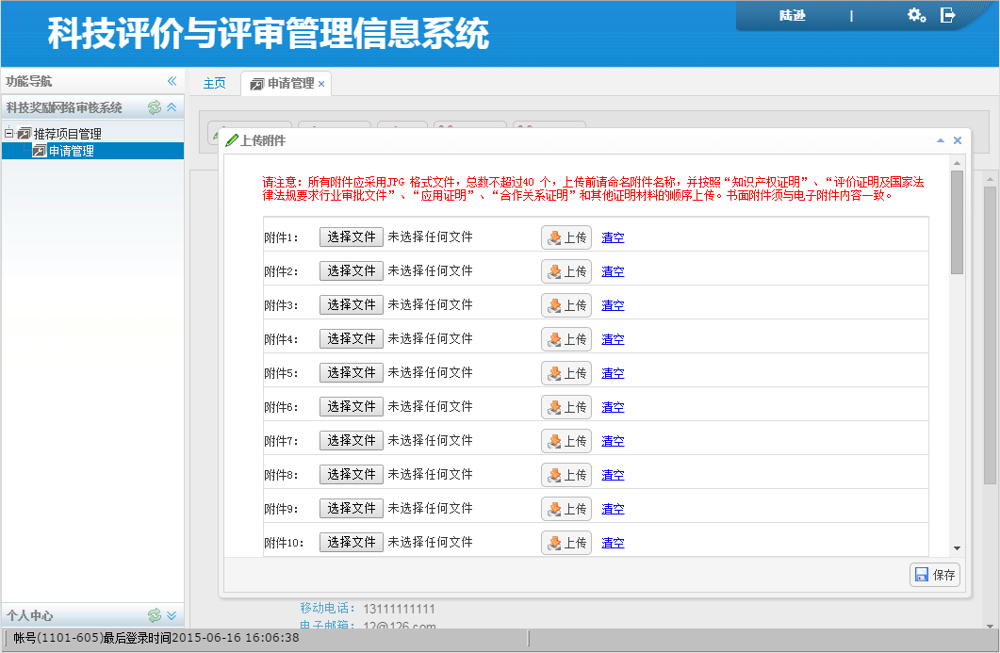 科技评价与评审管理信息系统
陆逊 |
功能导航
主页 申请管理
科技奖励网络审核系统
推荐项目管理
申请管理
上传附件
请注意：所有附件应采用JPG 格式文件，总数不超过40 个，上传前请命名附件名称，并按照“知识产权证明”、“评价证明及国家法
律法规要求行业审批文件”、“应用证明”、“合作关系证明”和其他证明材料的顺序上传。书面附件须与电子附件内容一致。
附件1： 选择文件 未选择任何文件 上传 清空
附件2： 选择文件 未选择任何文件 上传 清空
附件3： 选择文件 未选择任何文件 上传 清空
附件4： 选择文件 未选择任何文件 上传 清空
附件5： 选择文件 未选择任何文件 上传 清空
附件6： 选择文件 未选择任何文件 上传 清空
附件7： 选择文件 未选择任何文件 上传 清空
附件8： 选择文件 未选择任何文件 上传 清空
附件9： 选择文件 未选择任何文件 上传 清空
附件10： 选择文件 未选择任何文件 上传 清空
保存
移动电话： 13111111111
电子邮箱： 12@126.com
个人中心
帐号(1101-605)最后登录时间2015-06-16 16:06:38